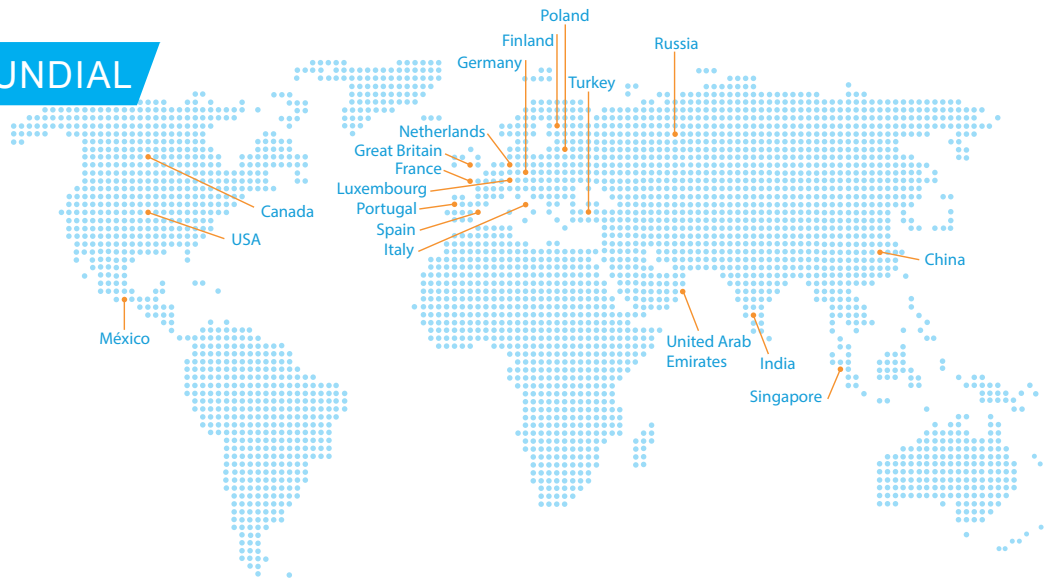 UNDIAL
Poland
Finland
Russia
Germany
Turkey
Netherlands
Great Britain
France
Luxembourg
Portugal
Spain
Italy
Canada
USA
China
México
United Arab
Emirates
India
Singapore